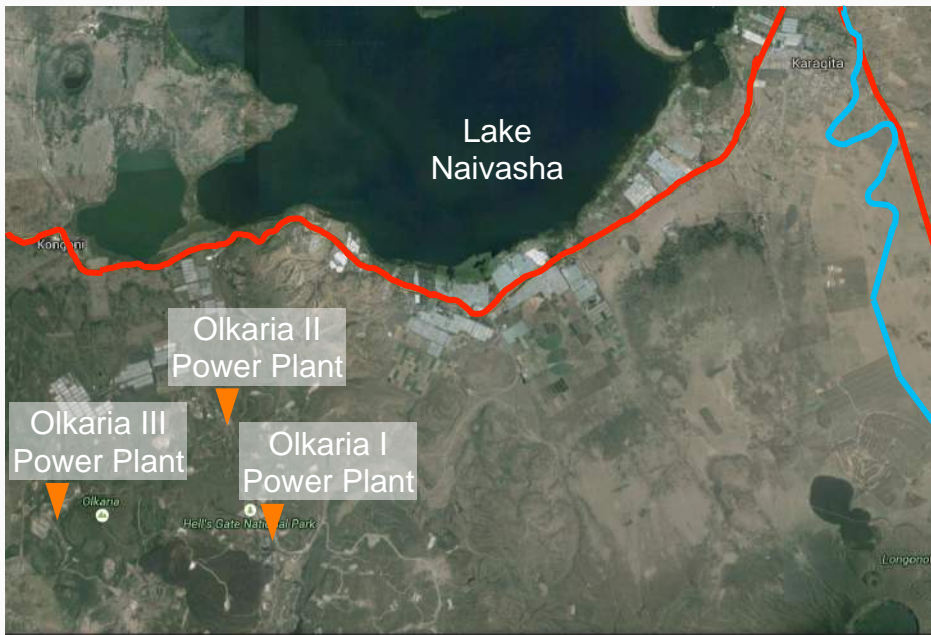 Karagita
Lake
Naivasha
Kongoni
Olkaria II
Power Plant
Olkaria III
Power Plant
Olkaria I
Power Plant
Olkaria
Hell's Gate National Park
Longonot